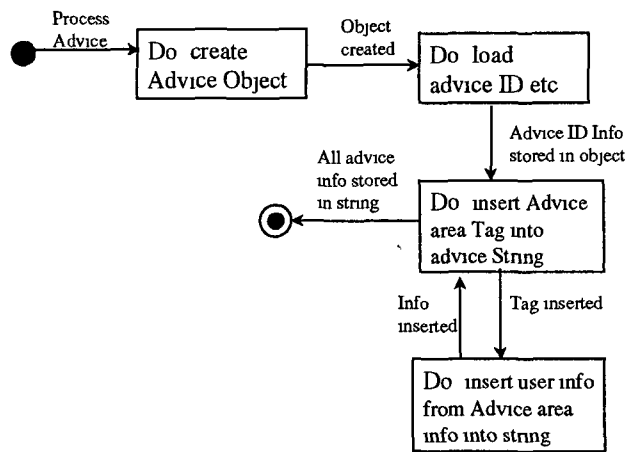 Process
Advice
Do create
Advice Object
Object
created
Do load
advice ID etc
Advice ID Info
stored in object
All advice
info stored
in string
Do insert Advice
area Tag into
advice String
Info
inserted
Tag inserted
Do insert user info
from Advice area
info into string